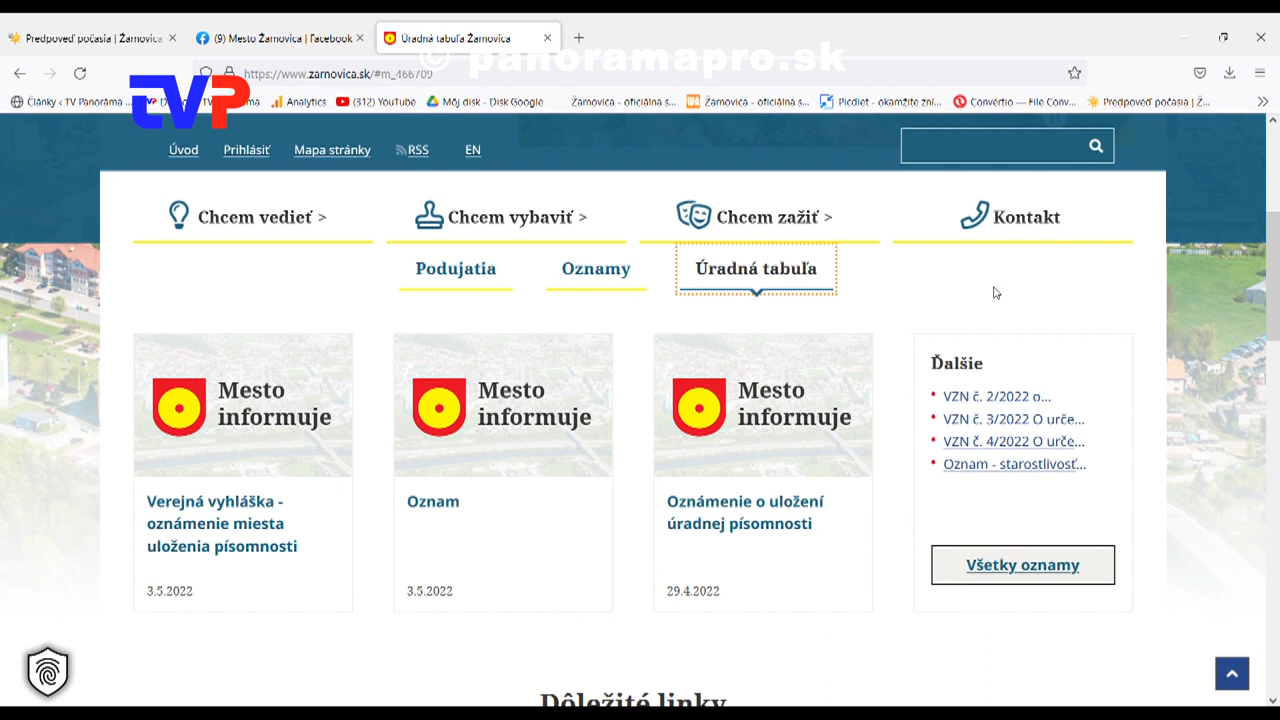 Predpoveď počasia | Žarnovica
(9) Mesto Žarnovica | Facebook
Úradná tabuľa Žarnovica
© panoramapro.sk
https://www.zarnovica.sk/#m_466709
TVP
Články ‹ TV Panoráma ...
Analytics
(312) YouTube
Môj disk - Disk Google
Žarnovica - oficiálna s...
Žarnovica - oficiálna s...
Picdiet - okamžite zní...
Convertio — File Conv...
Predpoveď počasia | Ž...
Úvod
Prihlásiť
Mapa stránky
RSS
EN
Chcem vedieť >
Chcem vybaviť >
Chcem zažiť >
Kontakt
Podujatia
Oznamy
Úradná tabuľa
Mesto
informuje
Verejná vyhláška -
oznámenie miesta
uloženia písomnosti
3.5.2022
Mesto
informuje
Oznam
3.5.2022
Mesto
informuje
Oznámenie o uložení
úradnej písomnosti
29.4.2022
Ďalšie
VZN č. 2/2022 o...
VZN č. 3/2022 O urče...
VZN č. 4/2022 O urče...
Oznam - starostlivosť...
Všetky oznamy
Dôležité linky